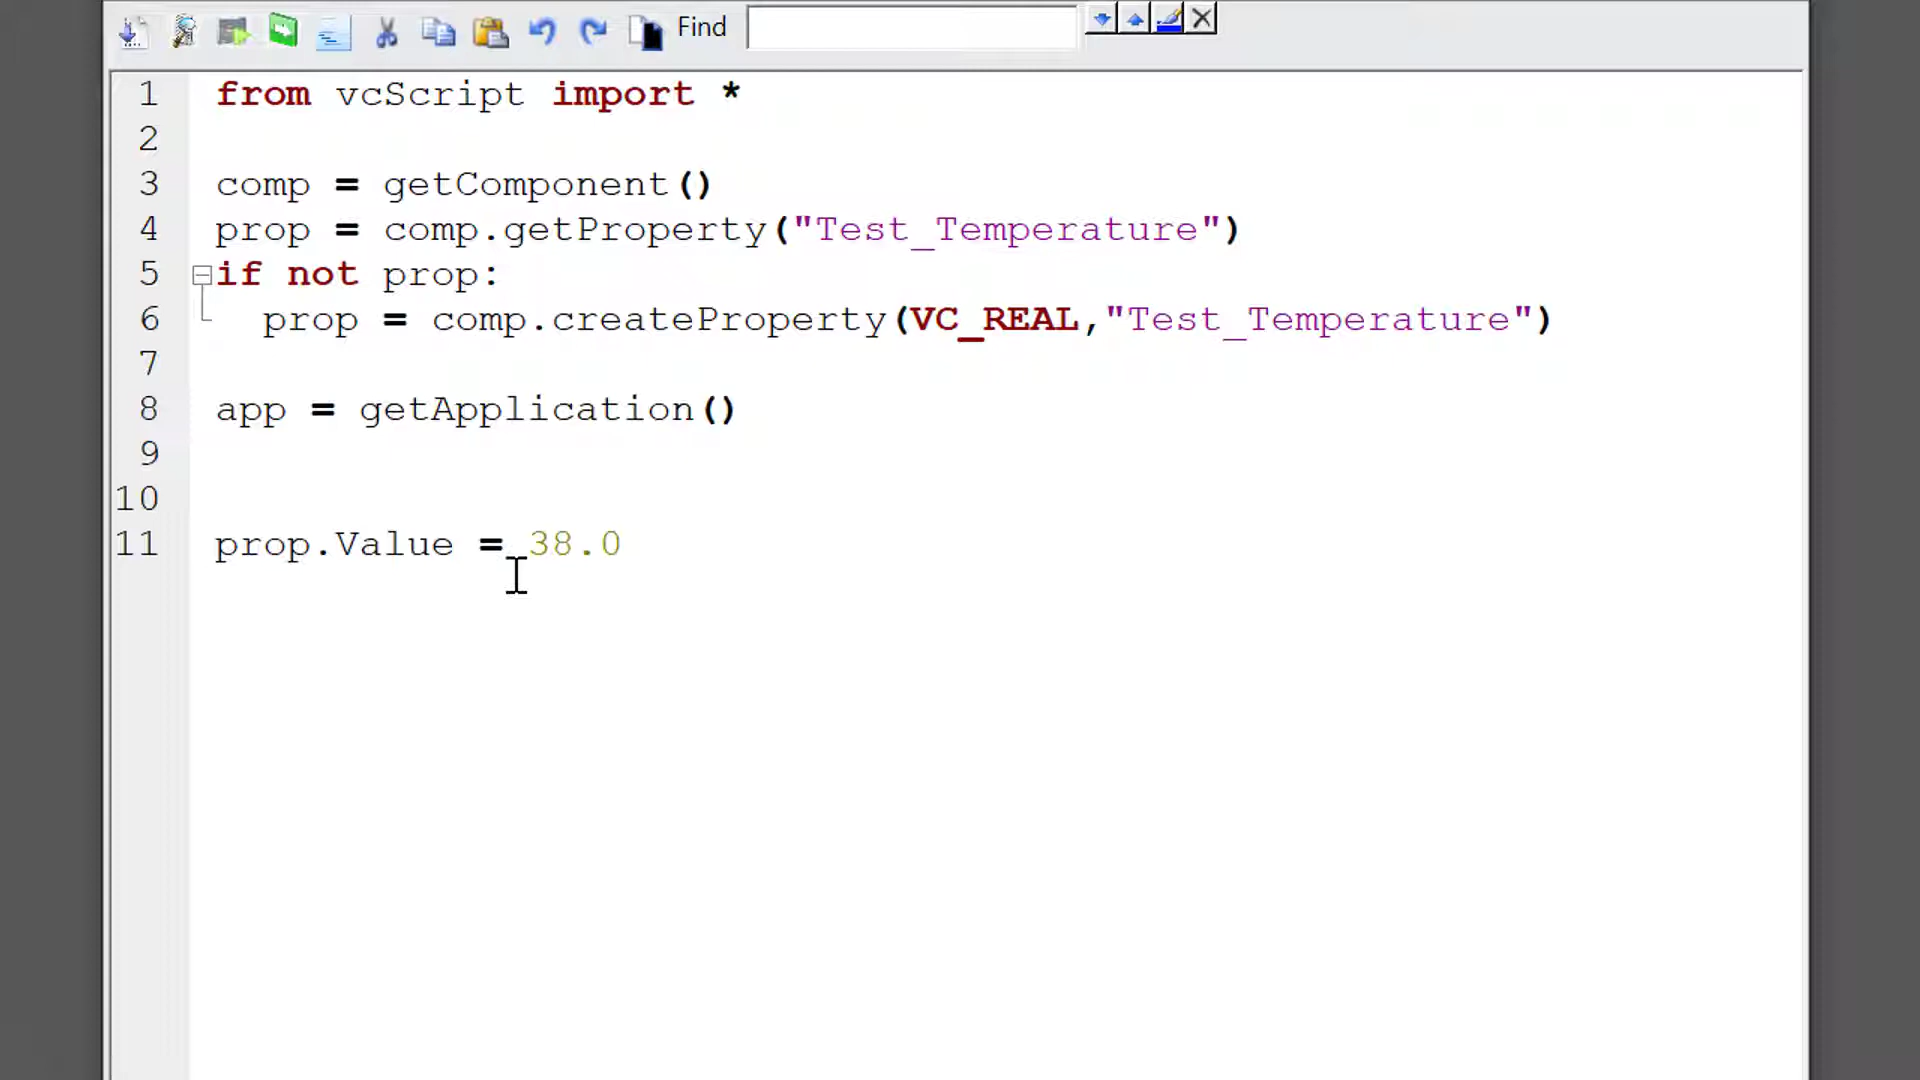 Find
1 from vcScript import *
2
3 comp = getComponent()
4 prop = comp.getProperty("Test_Temperature")
5 if not prop:
6 prop = comp.createProperty(VC_REAL,"Test_Temperature")
7
8 app = getApplication()
9
10
11 prop.Value = 38.0